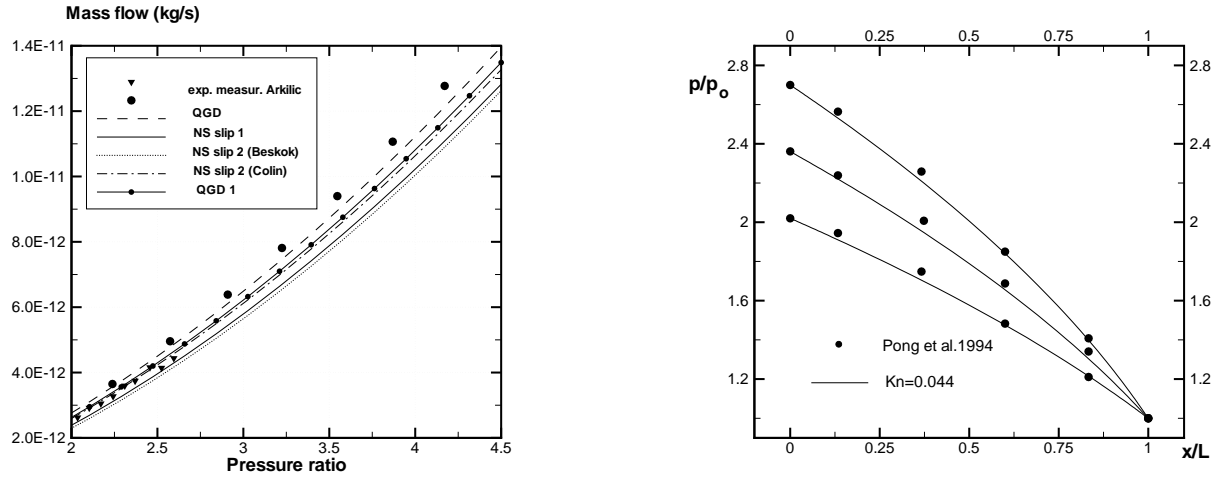 Mass flow (kg/s)
1.4E-11
1.2E-11
1.0E-11
8.0E-12
6.0E-12
4.0E-12
2.0E-12
2 2.5 3 3.5 4 4.5
Pressure ratio
exp. measur. Arkilic
QGD
NS slip 1
NS slip 2 (Beskok)
NS slip 2 (Colin)
QGD 1
0 0.25 0.5 0.75 1
p/po
2.8
2.4
2
1.6
1.2
2.8
2.4
2
1.6
1.2
Pong et al.1994
Kn=0.044
0 0.25 0.5 0.75 1
x/L